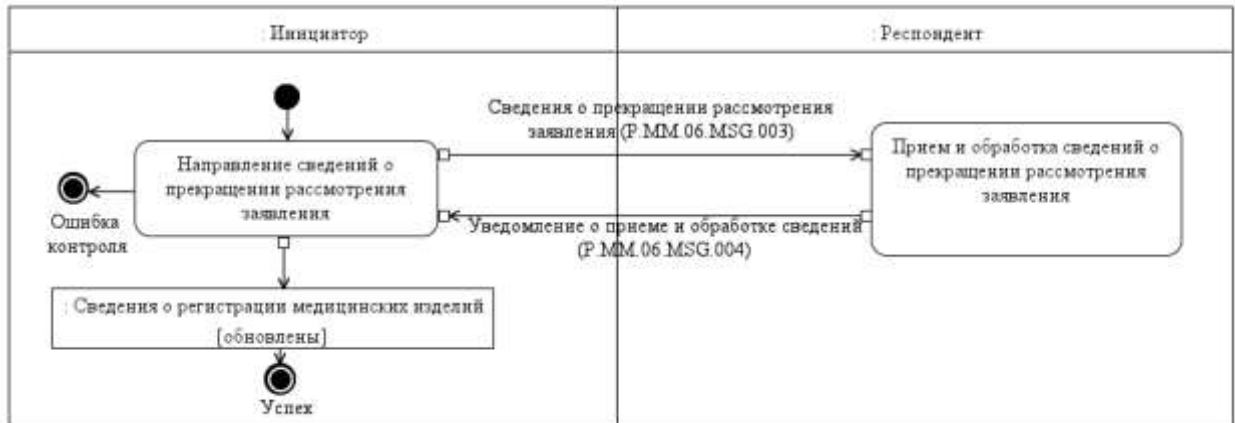 : Инициатор
: Респондент
Сведения о прекращении рассмотрения
заявления (P.MM.06.MSG.003)
Направление сведений о
прекращении рассмотрения
заявления
Прием и обработка сведений о
прекращении рассмотрения
заявления
Ошибка
контроля
Уведомление о приеме и обработке сведений
(P.MM.06.MSG.004)
: Сведения о регистрации медицинских изделий
[обновлены]
Успех